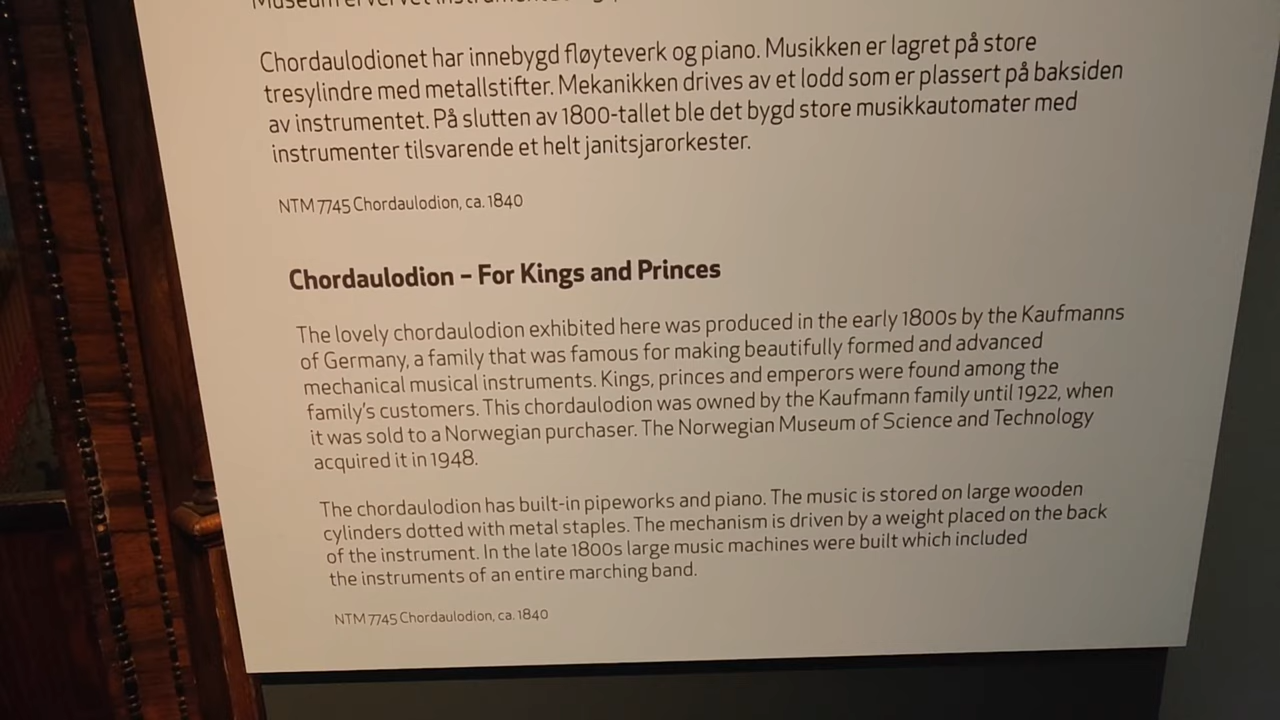 Chordaulodionet har innebygd fløyteverk og piano. Musikken er lagret på store
tresylindre med metallstifter. Mekanikken drives av et lodd som er plassert på baksiden
av instrumentet. På slutten av 1800-tallet ble det bygd store musikkautomater med
instrumenter tilsvarende et helt janitsjarorkester.
NTM 7745 Chordaulodion, ca. 1840
Chordaulodion – For Kings and Princes
The lovely chordaulodion exhibited here was produced in the early 1800s by the Kaufmanns
of Germany, a family that was famous for making beautifully formed and advanced
mechanical musical instruments. Kings, princes and emperors were found among the
family's customers. This chordaulodion was owned by the Kaufmann family until 1922, when
it was sold to a Norwegian purchaser. The Norwegian Museum of Science and Technology
acquired it in 1948.
The chordaulodion has built-in pipeworks and piano. The music is stored on large wooden
cylinders dotted with metal staples. The mechanism is driven by a weight placed on the back
of the instrument. In the late 1800s large music machines were built which included
the instruments of an entire marching band.
NTM 7745 Chordaulodion, ca. 1840